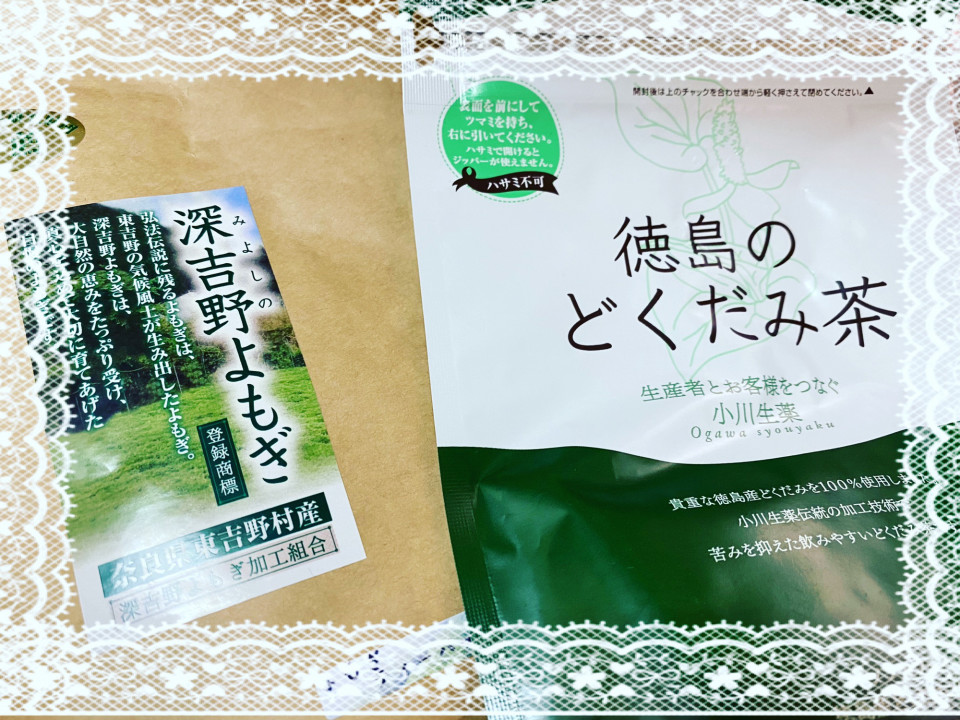 みよしの
深吉野よもぎ
登録商標
弘法伝説に残るよもぎは、
東吉野の気候風土が生み出したよもぎ。
深吉野よもぎは、
大自然の恵みをたっぷり受け、
大切に育てあげた
奈良県東吉野村産
深吉野よもぎ加工組合
開封後は上のチャックを合わせ端から軽く押さえて閉めてください。▲
表面を前にして
ツマミを持ち、
右に引いてください。
ハサミで開けると
ジッパーが使えません。
ハサミ不可
徳島の
どくだみ茶
生産者とお客様をつなぐ
小川生薬
Ogawa syouyaku
貴重な徳島産どくだみを100%使用し
小川生薬伝統の加工技術
苦みを抑えた飲みやすいどくだ